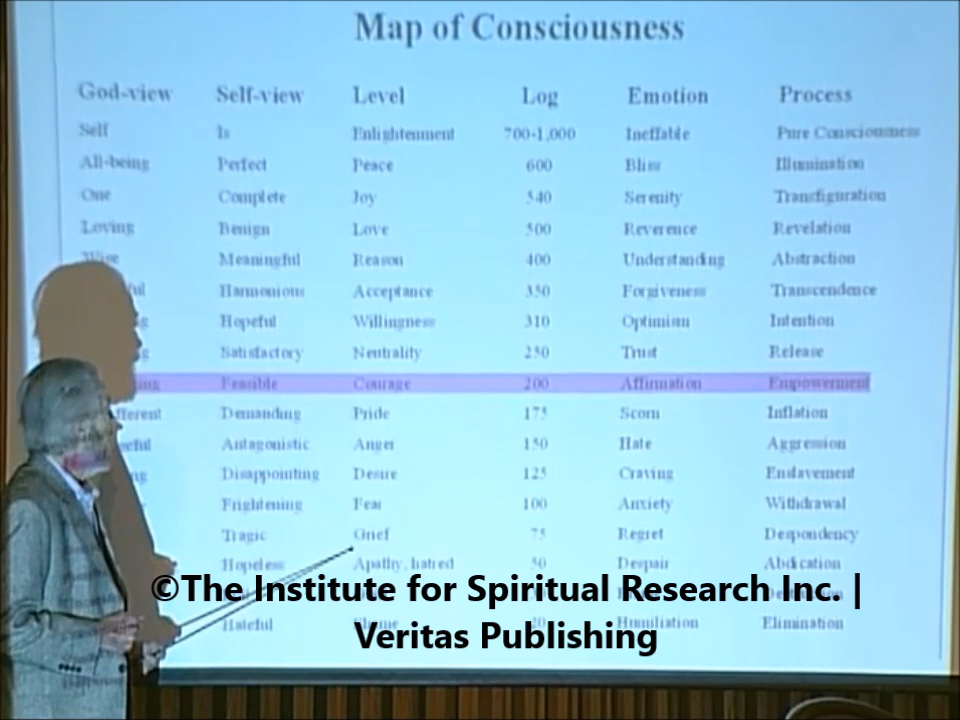 Map of Consciousness
God-view Self-view Level Log Emotion Process
Self Is Enlightenment 700-1,000 Ineffable Pure Consciousness
All-being Perfect Peace 600 Bliss Illumination
One Complete Joy 540 Serenity Transfiguration
Loving Benign Love 500 Reverence Revelation
Wise Meaningful Reason 400 Understanding Abstraction
Harmonious Acceptance 350 Forgiveness Transcendence
Hopeful Willingness 310 Optimism Intention
Satisfactory Neutrality 250 Trust Release
Feasible Courage 200 Affirmation Empowerment
Demanding Pride 175 Scorn Inflation
Antagonistic Anger 150 Hate Aggression
Disappointing Desire 125 Craving Enslavement
Frightening Fear 100 Anxiety Withdrawal
Tragic Grief 75 Regret Despondency
Hopeless Apathy, hatred 50 Despair Abdication
©The Institute for Spiritual Research Inc. |
Hateful 20 Humiliation Elimination
Veritas Publishing